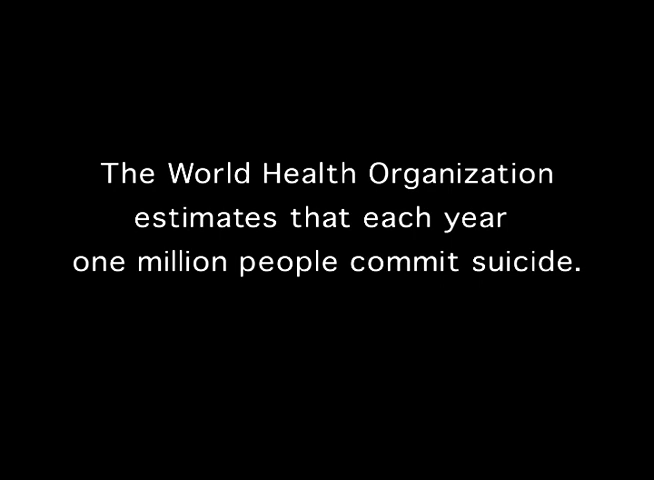 The World Health Organization
estimates that each year
one million people commit suicide.